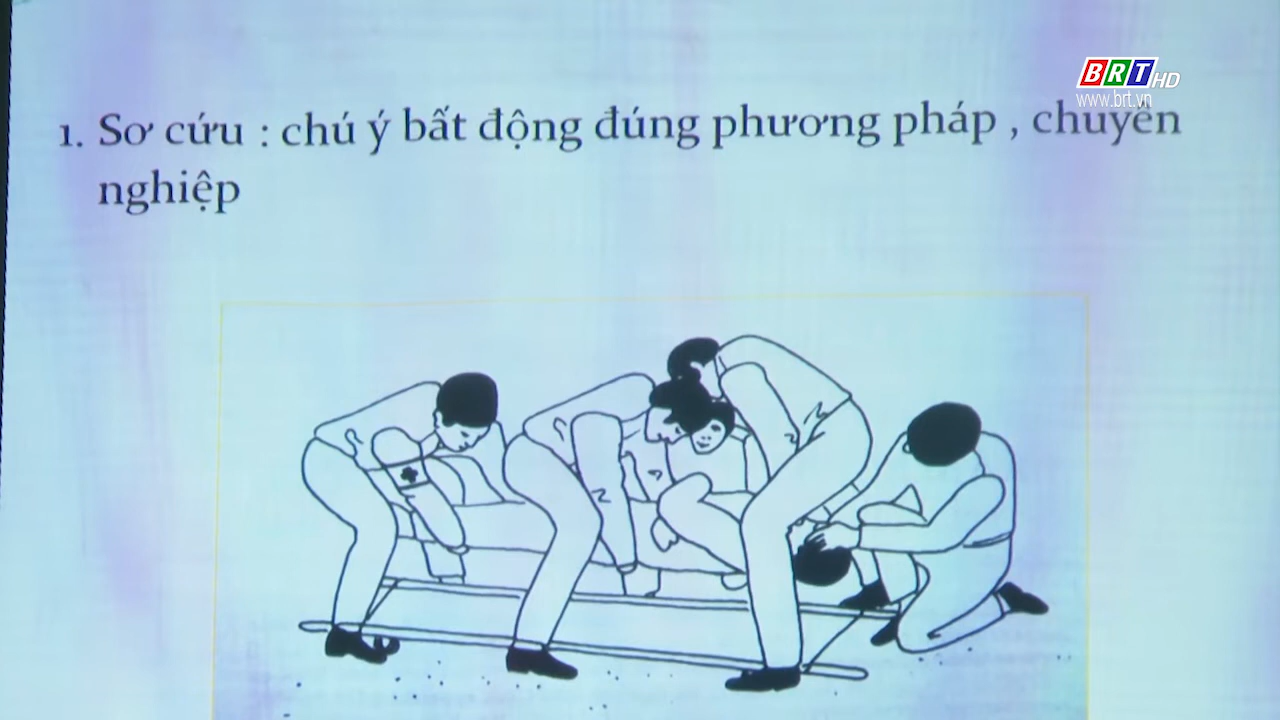 BRT HD
www.brt.vn
1. Sơ cứu : chú ý bất động đúng phương pháp , chuyên
nghiệp